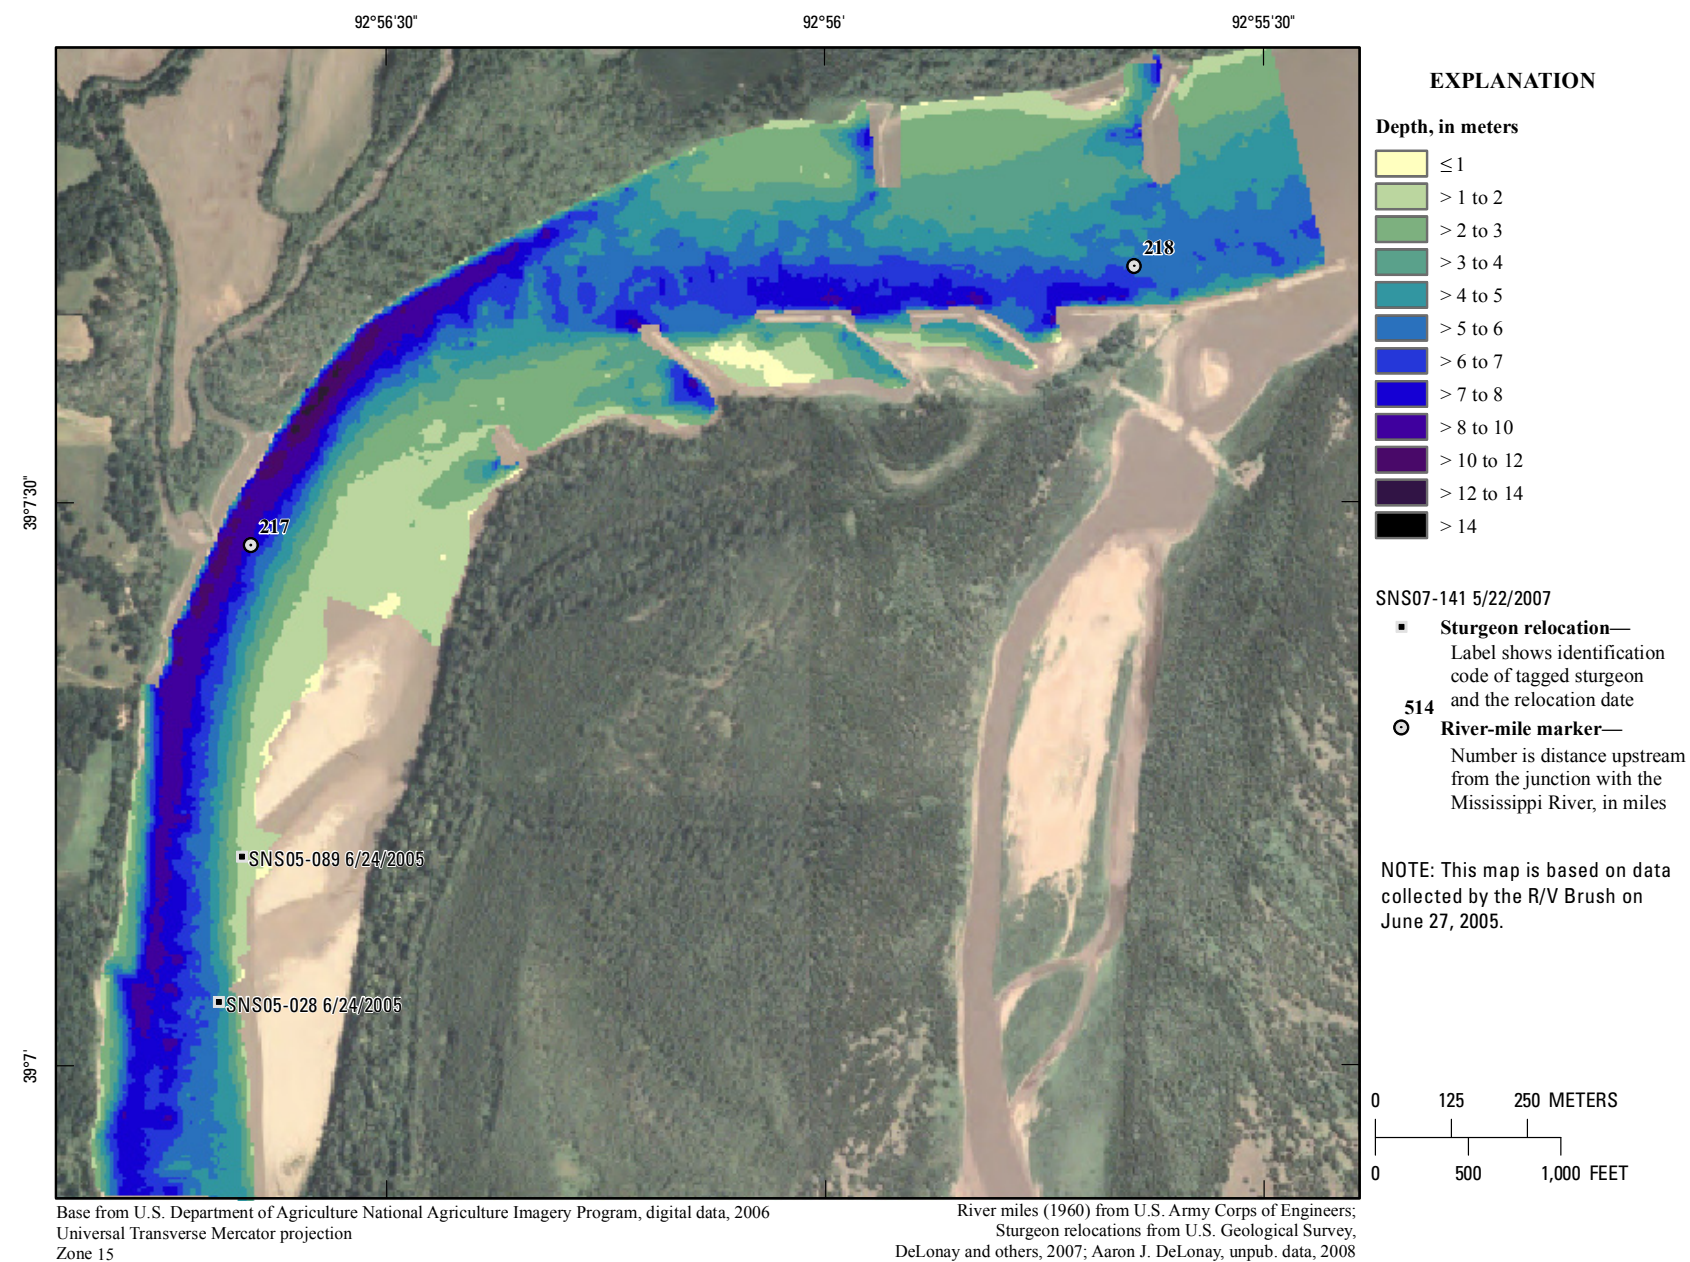 92°56'30"
92°56'
92°55'30"
EXPLANATION
Depth, in meters
≤ 1
> 1 to 2
> 2 to 3
> 3 to 4
> 4 to 5
> 5 to 6
> 6 to 7
> 7 to 8
> 8 to 10
> 10 to 12
> 12 to 14
> 14
218
39°7'30"
217
SNS07-141 5/22/2007
Sturgeon relocation—
Label shows identification
code of tagged sturgeon
and the relocation date
514
River-mile marker—
Number is distance upstream
from the junction with the
Mississippi River, in miles
SNS05-089 6/24/2005
NOTE: This map is based on data
collected by the R/V Brush on
June 27, 2005.
SNS05-028 6/24/2005
39°7'
0 125 250 METERS
0 500 1,000 FEET
Base from U.S. Department of Agriculture National Agriculture Imagery Program, digital data, 2006
Universal Transverse Mercator projection
Zone 15
River miles (1960) from U.S. Army Corps of Engineers;
Sturgeon relocations from U.S. Geological Survey,
DeLonay and others, 2007; Aaron J. DeLonay, unpub. data, 2008